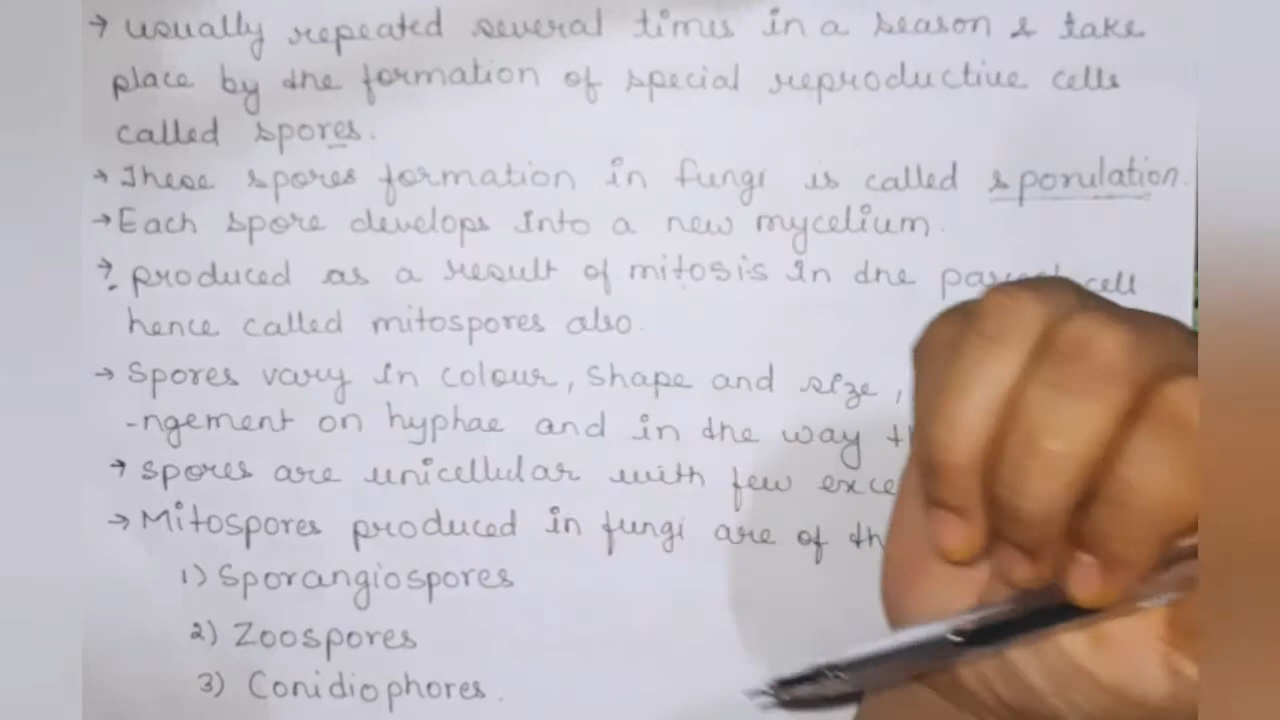 → usually repeated several times in a season & take
place by the formation of special reproductive cells
called spores.
→ These spores formation in fungi is called sporulation.
→ Each spore develops into a new mycelium.
→ produced as a result of mitosis in the cell
hence called mitospores also.
→ Spores vary in colour, shape and size,
-ngement on hyphae and in the way
→ spores are unicellular with few
→ Mitospores produced in fungi are of
1) Sporangiospores
2) Zoospores
3) Conidiophores.